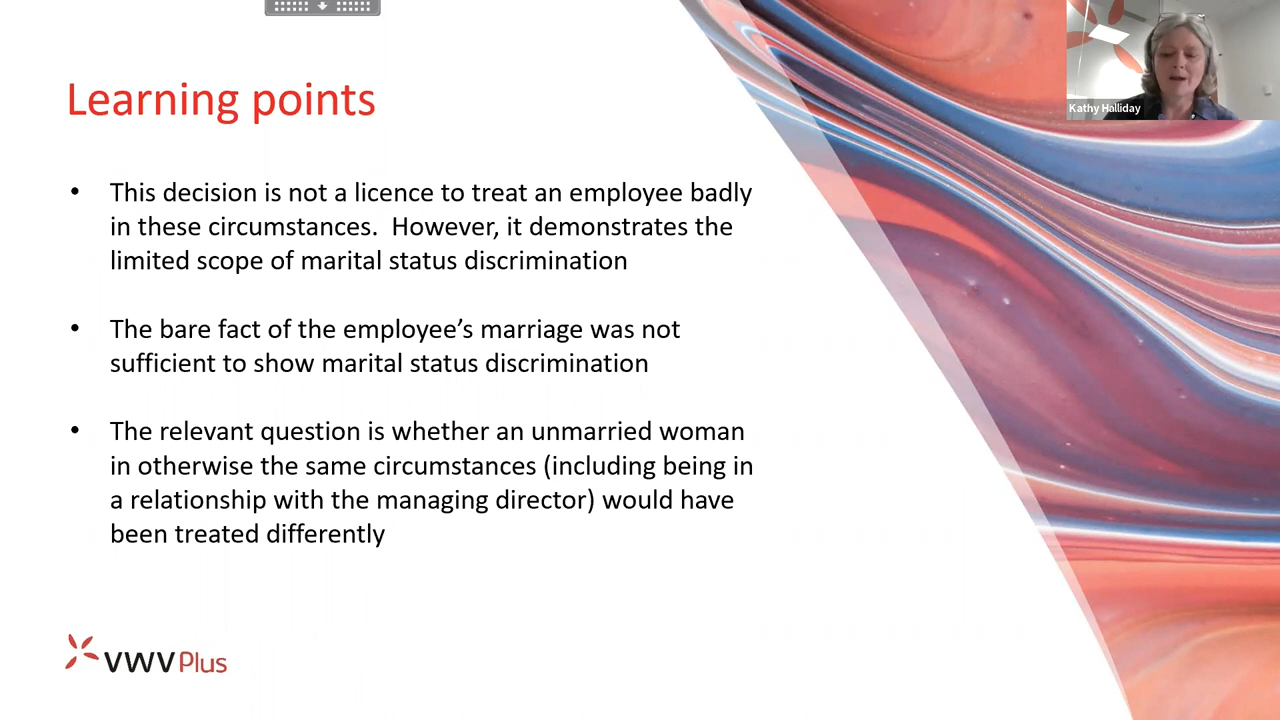 Learning points
Kathy Halliday
• This decision is not a licence to treat an employee badly
in these circumstances.  However, it demonstrates the
limited scope of marital status discrimination
• The bare fact of the employee’s marriage was not
sufficient to show marital status discrimination
• The relevant question is whether an unmarried woman
in otherwise the same circumstances (including being in
a relationship with the managing director) would have
been treated differently
VWV Plus